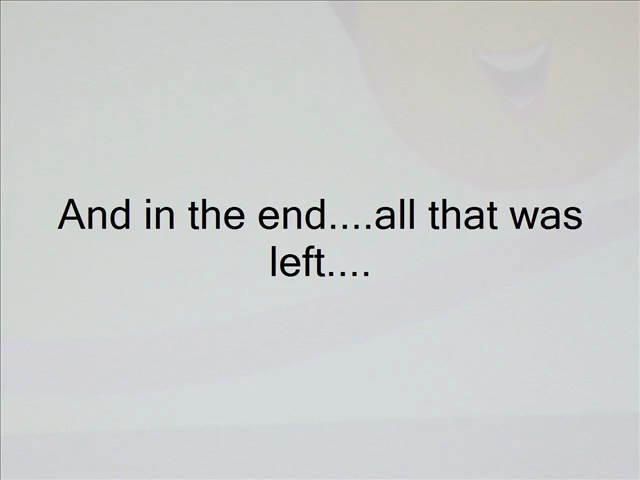 And in the end....all that was
left....